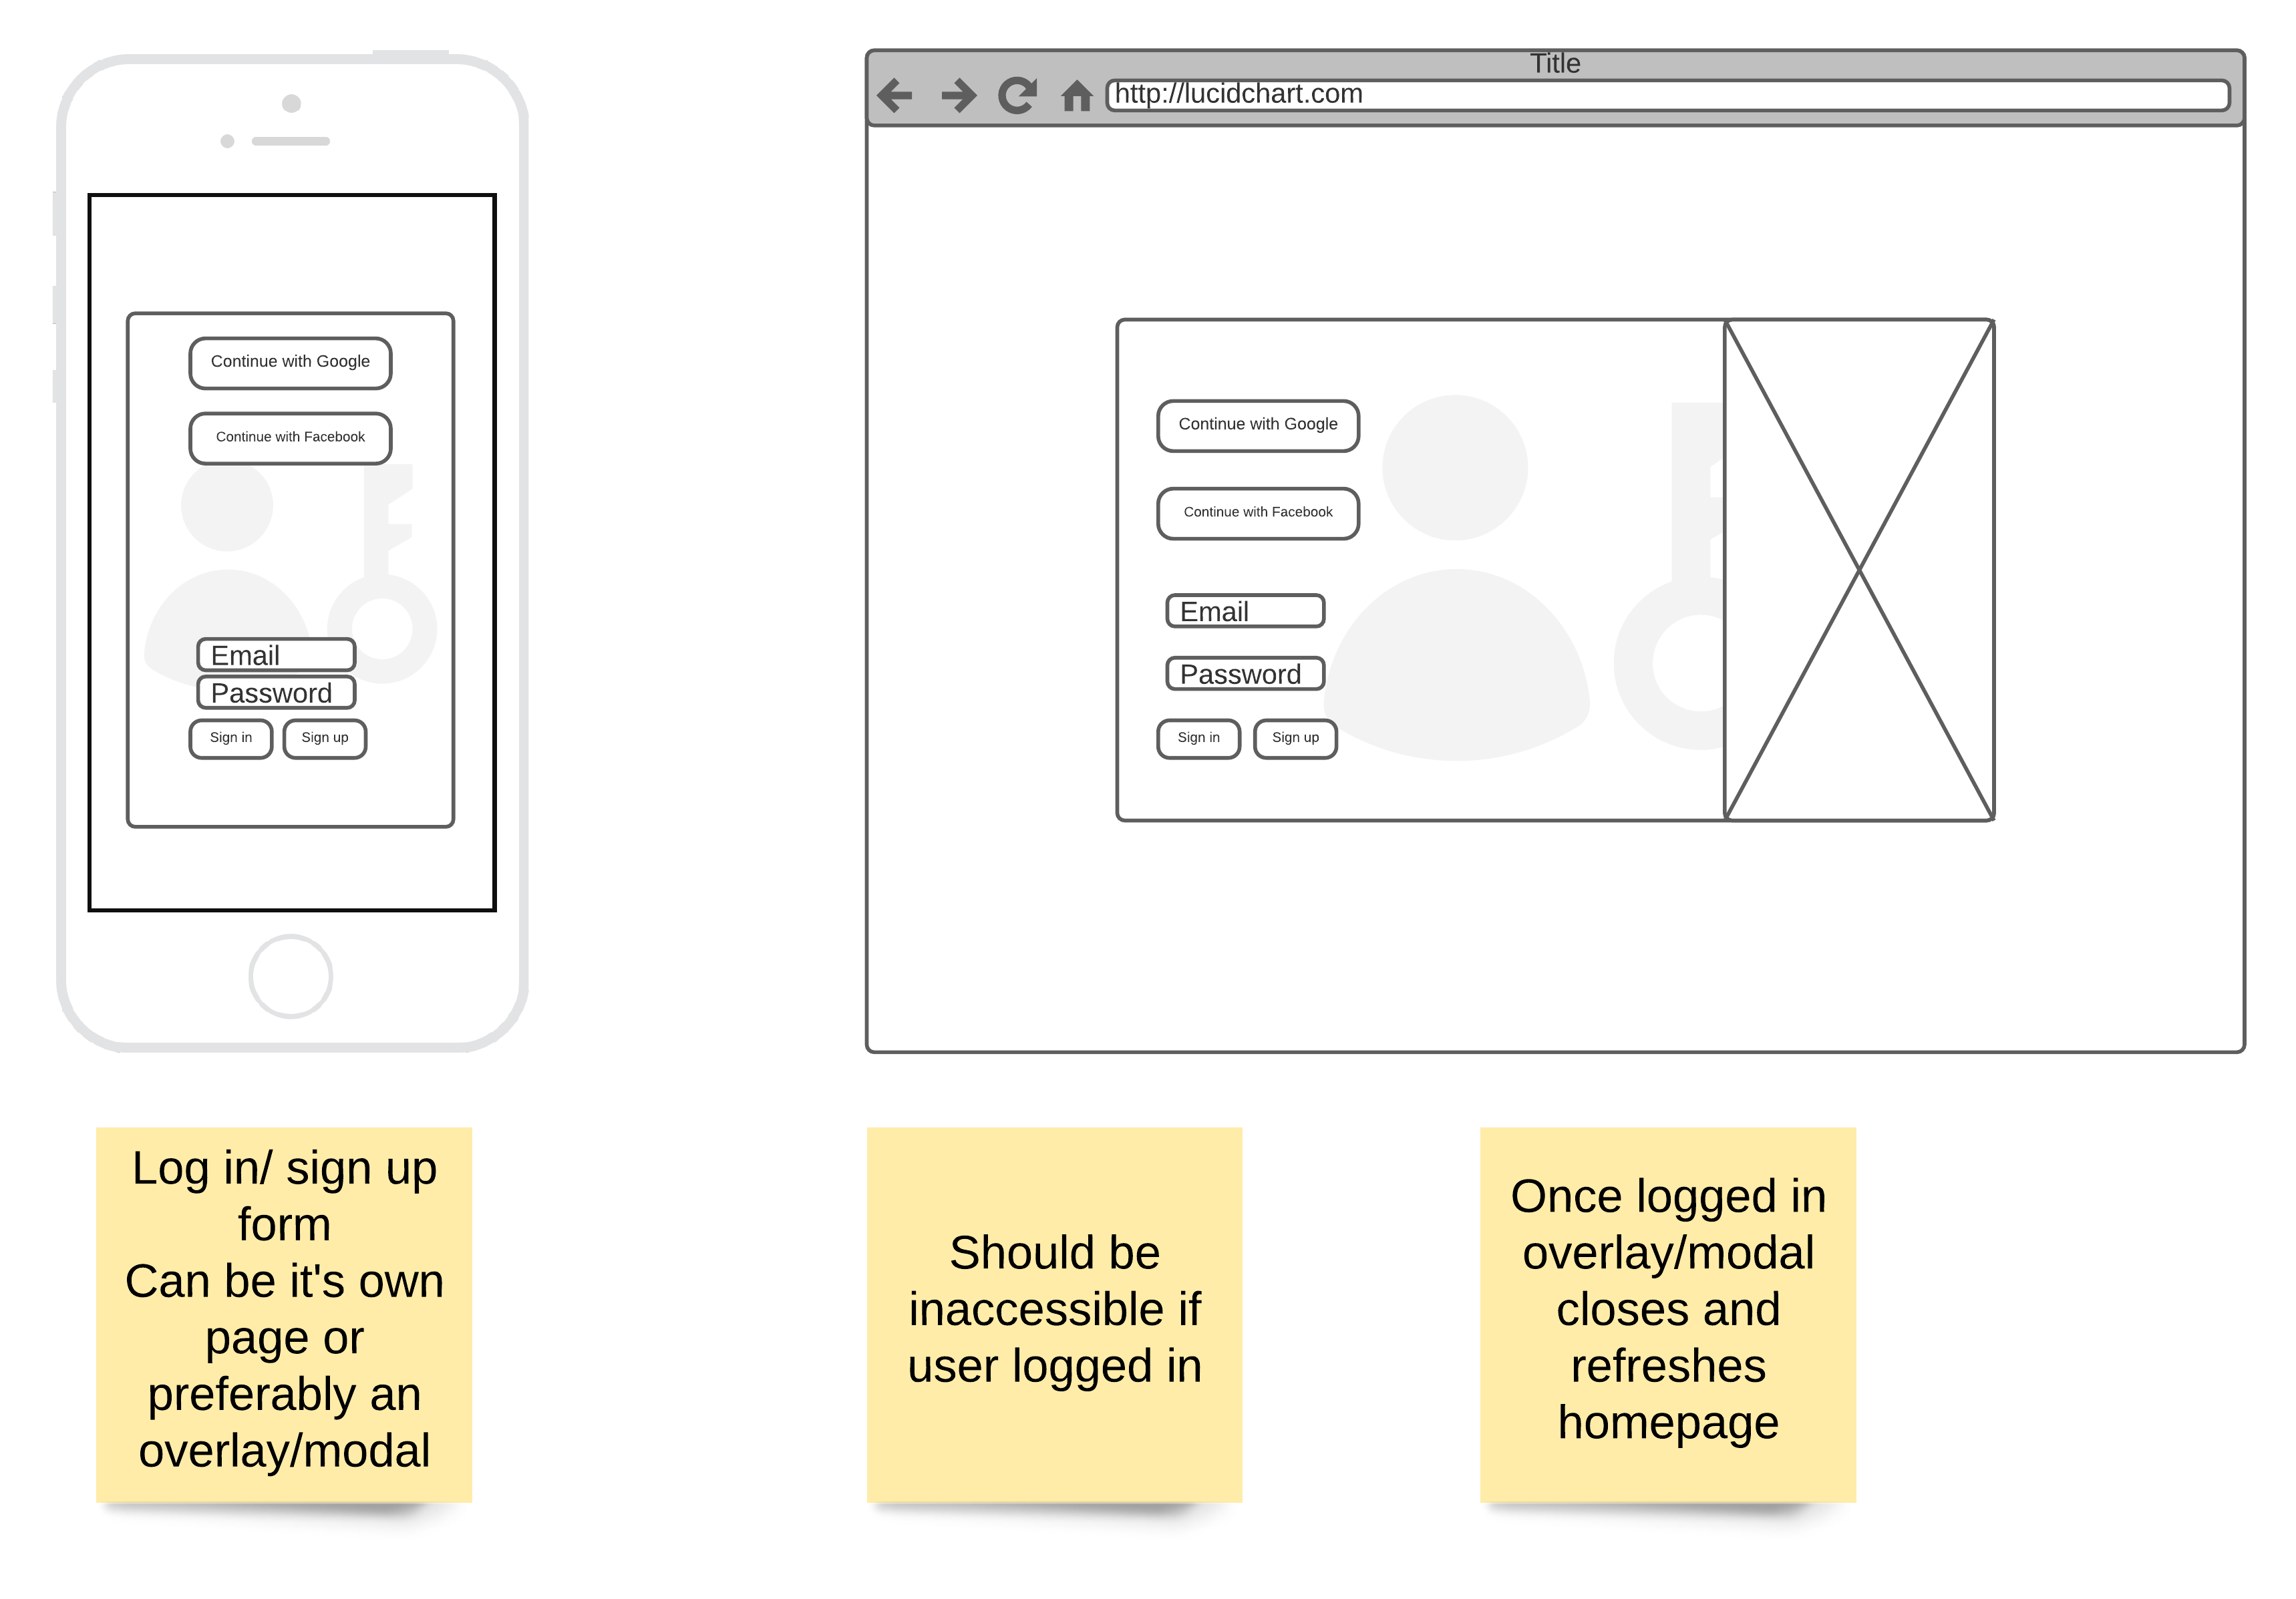 Continue with Google
Continue with Facebook
Email
Password
Sign in
Sign up
Title
http://lucidchart.com
Continue with Google
Continue with Facebook
Email
Password
Sign in
Sign up
Log in/ sign up
form
Can be it's own
page or
preferably an
overlay/modal
Should be
inaccessible if
user logged in
Once logged in
overlay/modal
closes and
refreshes
homepage